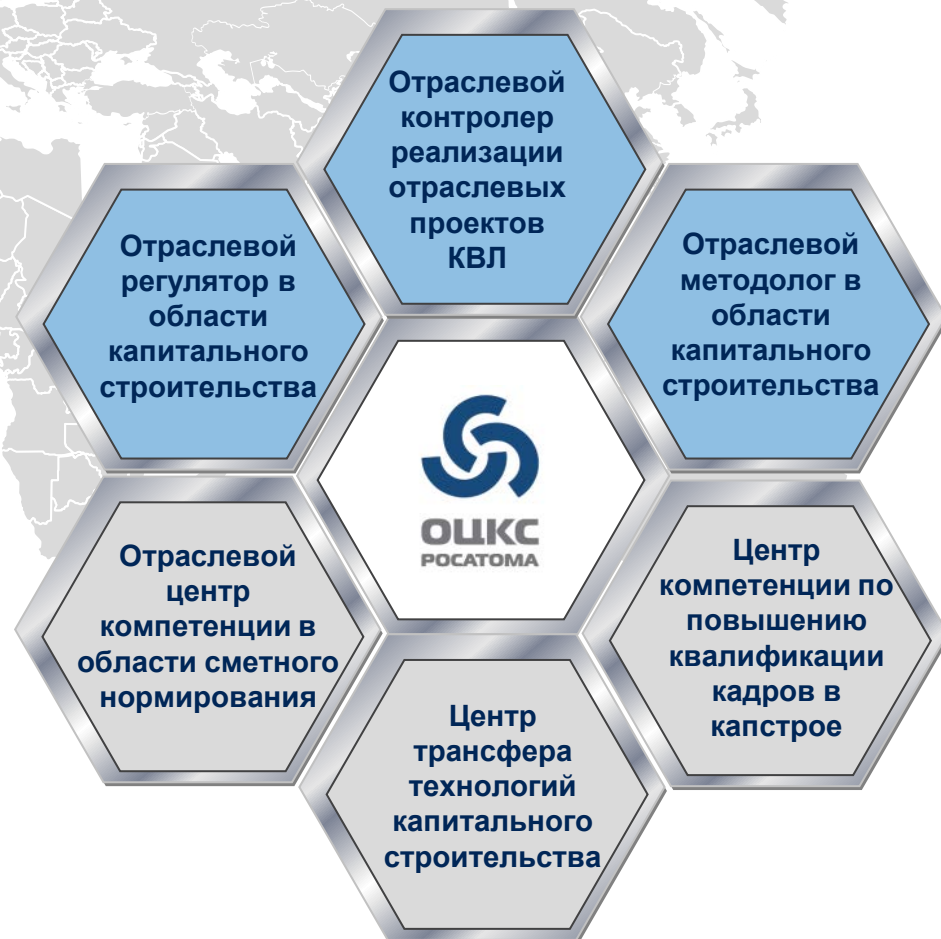 Отраслевой
контролер
реализации
отраслевых
проектов
КВЛ
Отраслевой
регулятор в
области
капитального
строительства
Отраслевой
методолог в
области
капитального
строительства
ОЦКС
РОСАТОМА
Отраслевой
центр
компетенции в
области сметного
нормирования
Центр
компетенции по
повышению
квалификации
кадров в
капстрое
Центр
трансфера
технологий
капитального
строительства